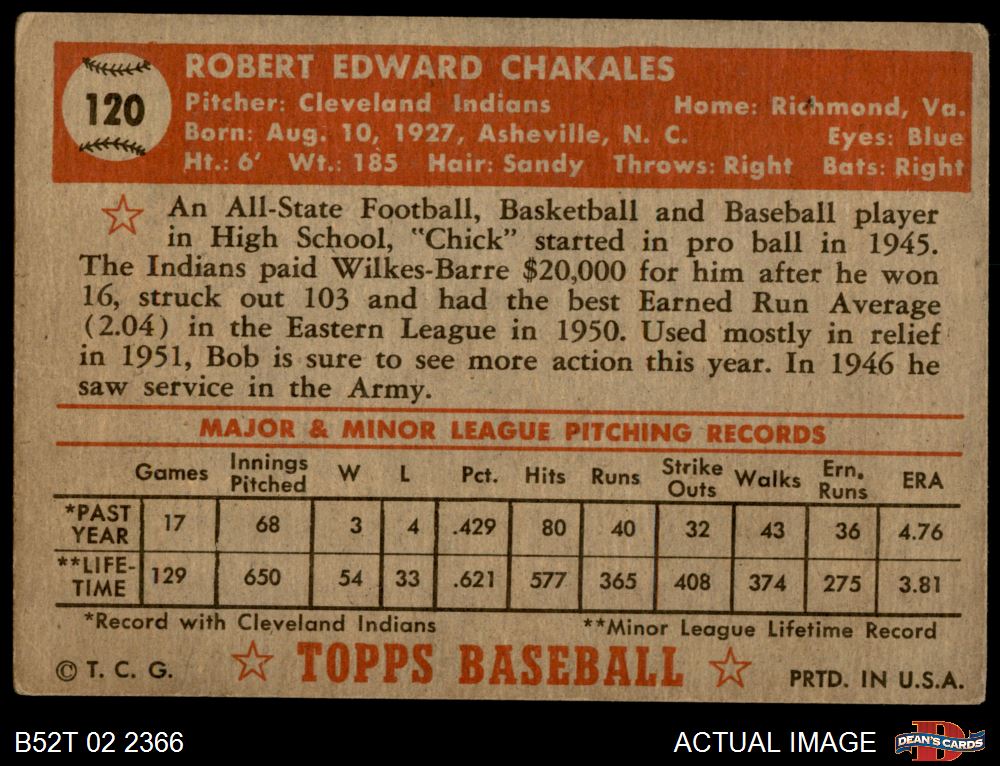 120
ROBERT EDWARD CHAKALES
Pitcher: Cleveland Indians Home: Richmond, Va.
Born: Aug. 10, 1927, Asheville, N. C. Eyes: Blue
Ht.: 6' Wt.: 185 Hair: Sandy Throws: Right Bats: Right
An All-State Football, Basketball and Baseball player
in High School, "Chick" started in pro ball in 1945.
The Indians paid Wilkes-Barre $20,000 for him after he won
16, struck out 103 and had the best Earned Run Average
(2.04) in the Eastern League in 1950. Used mostly in relief
in 1951, Bob is sure to see more action this year. In 1946 he
saw service in the Army.
MAJOR & MINOR LEAGUE PITCHING RECORDS
Games Innings Pitched W L Pct. Hits Runs Strike Outs Walks Ern. Runs ERA
*PAST YEAR 17 68 3 4 .429 80 40 32 43 36 4.76
**LIFE-TIME 129 650 54 33 .621 577 365 408 374 275 3.81
*Record with Cleveland Indians **Minor League Lifetime Record
© T. C. G. TOPPS BASEBALL PRTD. IN U.S.A.
B52T 02 2366 ACTUAL IMAGE DEAN'S CARDS